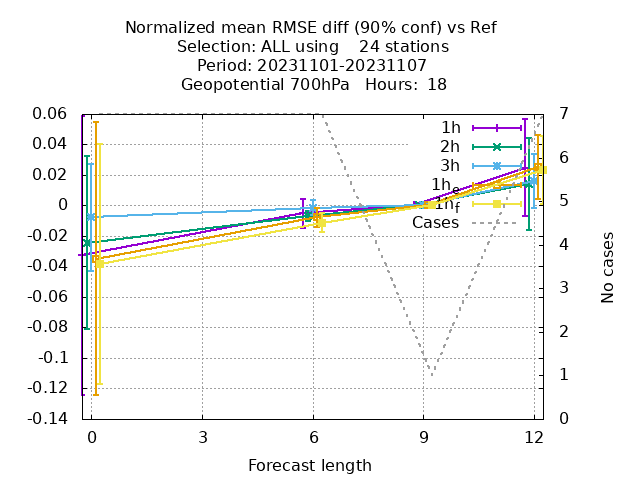 Normalized mean RMSE diff (90% conf) vs Ref
Selection: ALL using    24 stations
Period: 20231101-20231107
Geopotential 700hPa   Hours:  18
0.06
0.04
0.02
0
-0.02
-0.04
-0.06
-0.08
-0.1
-0.12
-0.14
7
6
5
4
3
2
1
0
1h
2h
3h
1he
1hf
Cases
No cases
0
3
6
9
12
Forecast length